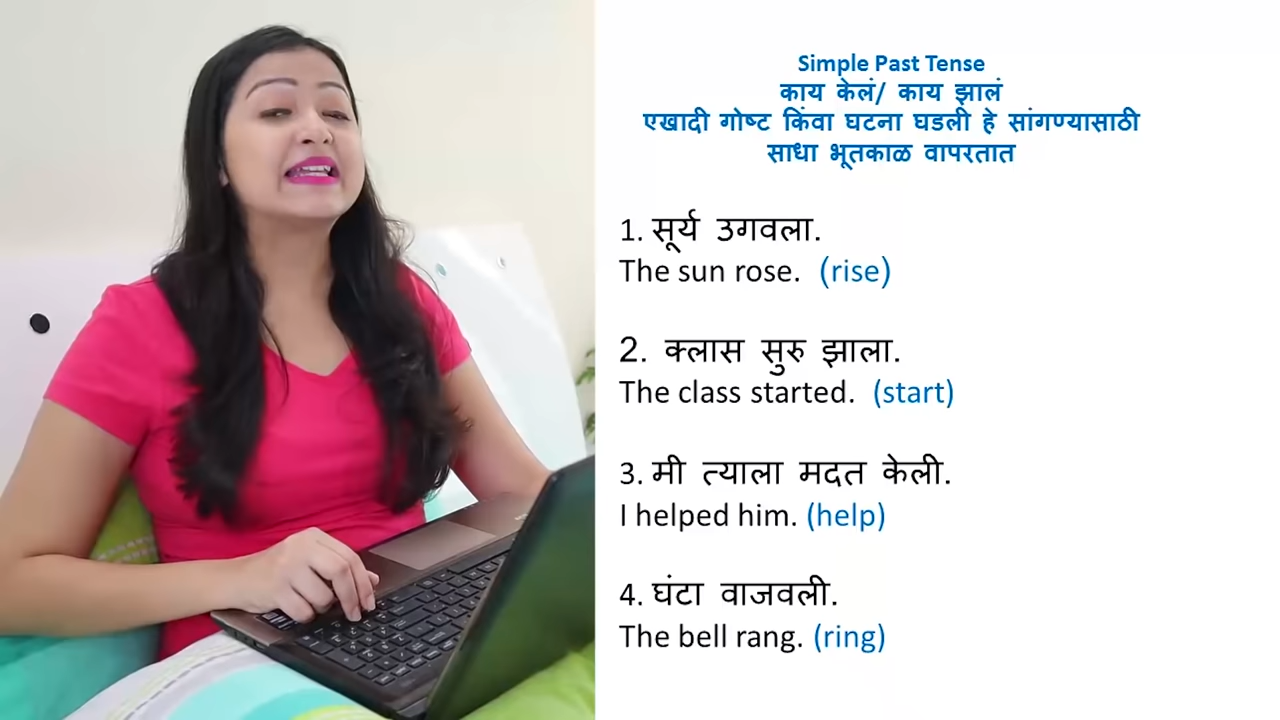 Simple Past Tense
काय केलं/ काय झालं
एखादी गोष्ट किंवा घटना घडली हे सांगण्यासाठी
साधा भूतकाळ वापरतात
1. सूर्य उगवला.
The sun rose. (rise)
2. क्लास सुरु झाला.
The class started. (start)
3. मी त्याला मदत केली.
I helped him. (help)
4. घंटा वाजवली.
The bell rang. (ring)